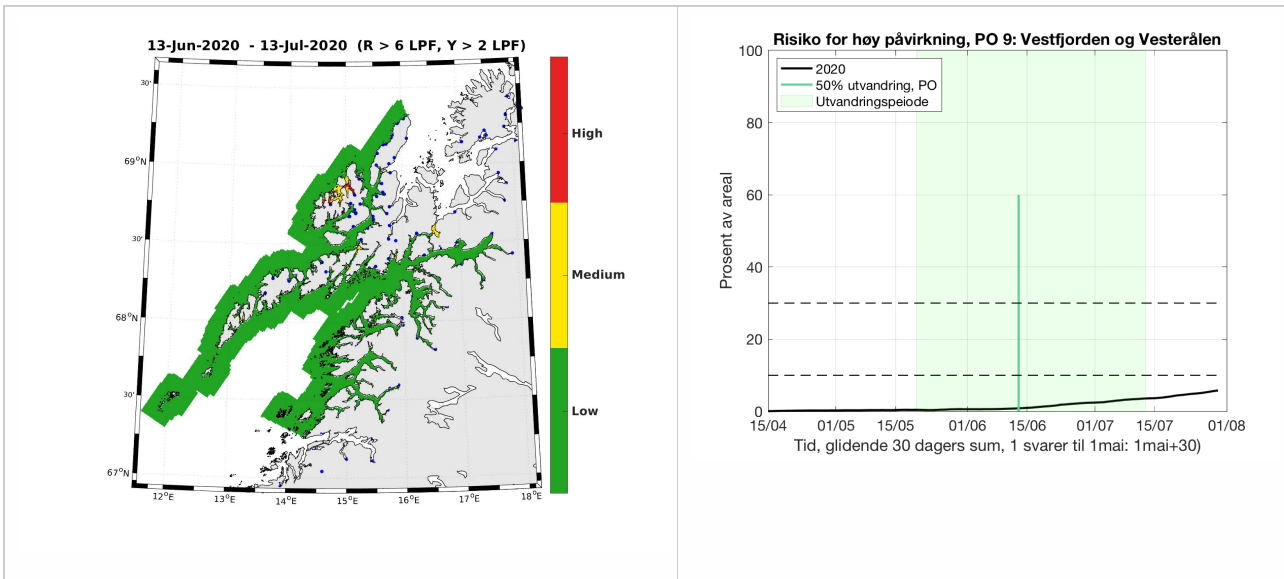 13-Jun-2020 - 13-Jul-2020 (R > 6 LPF, Y > 2 LPF)
30'
69°N
30'
68°N
30'
67°N
12°E 13°E 14°E 15°E 16°E 17°E 18°E
High
Medium
Low
Risiko for høy påvirkning, PO 9: Vestfjorden og Vesterålen
2020
50% utvandring, PO
Utvandringspeiode
Prosent av areal
100
80
60
40
20
0
15/04 01/05 15/05 01/06 15/06 01/07 15/07 01/08
Tid, glidende 30 dagers sum, 1 svarer til 1mai: 1mai+30)